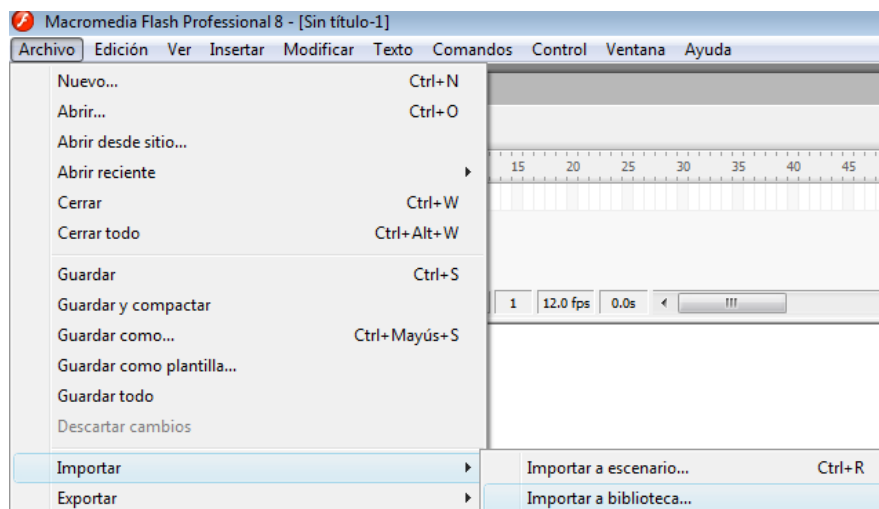 Macromedia Flash Professional 8 - [Sin título-1]
Archivo Edición Ver Insertar Modificar Texto Comandos Control Ventana Ayuda
Nuevo... Ctrl+N
Abrir... Ctrl+O
Abrir desde sitio...
Abrir reciente
Cerrar Ctrl+W
Cerrar todo Ctrl+Alt+W
Guardar Ctrl+S
Guardar y compactar
Guardar como... Ctrl+Mayús+S
Guardar como plantilla...
Guardar todo
Descartar cambios
Importar
Exportar
15 20 25 30 35 40 45
1 12.0 fps 0.0s
Importar a escenario... Ctrl+R
Importar a biblioteca...